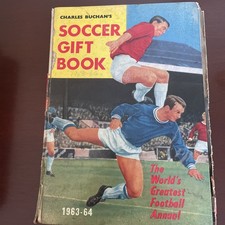 CHARLES BUCHAN'S
SOCCER
GIFT
BOOK
The
World's
Greatest
Football
Annual
1963-64